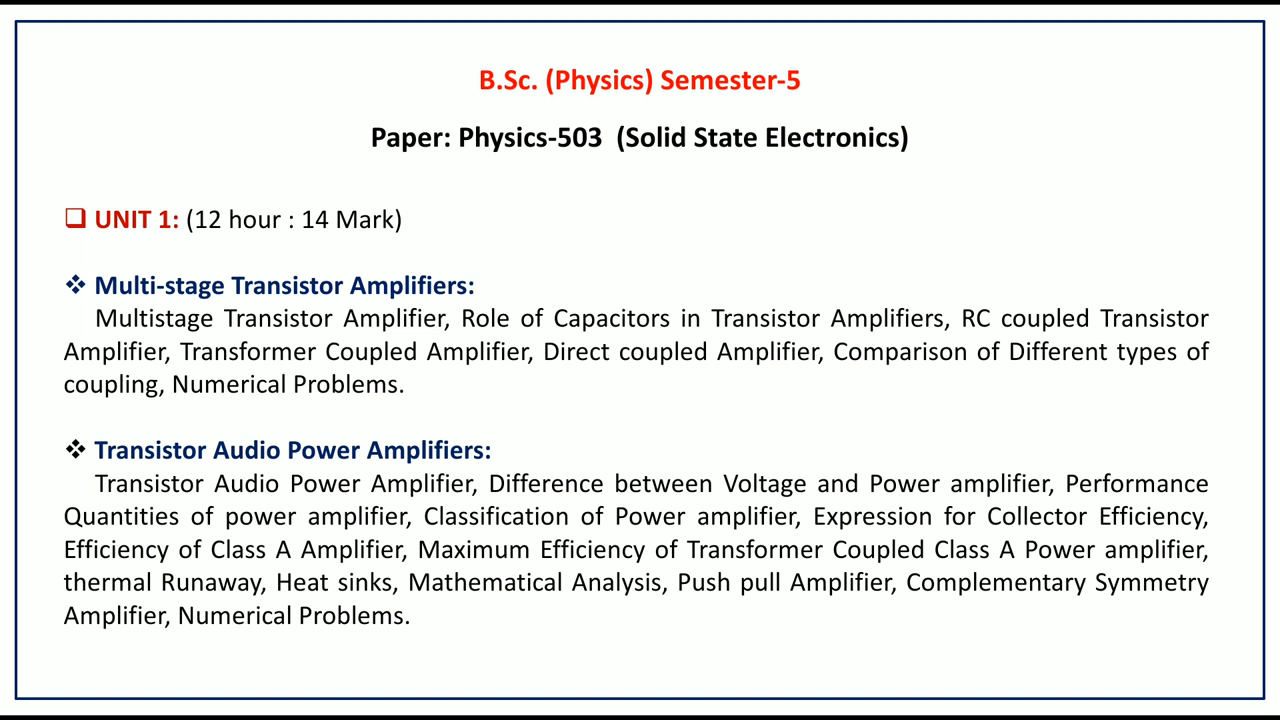 B.Sc. (Physics) Semester-5
Paper: Physics-503 (Solid State Electronics)
❑ UNIT 1: (12 hour : 14 Mark)
❖ Multi-stage Transistor Amplifiers:
Multistage Transistor Amplifier, Role of Capacitors in Transistor Amplifiers, RC coupled Transistor
Amplifier, Transformer Coupled Amplifier, Direct coupled Amplifier, Comparison of Different types of
coupling, Numerical Problems.
❖ Transistor Audio Power Amplifiers:
Transistor Audio Power Amplifier, Difference between Voltage and Power amplifier, Performance
Quantities of power amplifier, Classification of Power amplifier, Expression for Collector Efficiency,
Efficiency of Class A Amplifier, Maximum Efficiency of Transformer Coupled Class A Power amplifier,
thermal Runaway, Heat sinks, Mathematical Analysis, Push pull Amplifier, Complementary Symmetry
Amplifier, Numerical Problems.